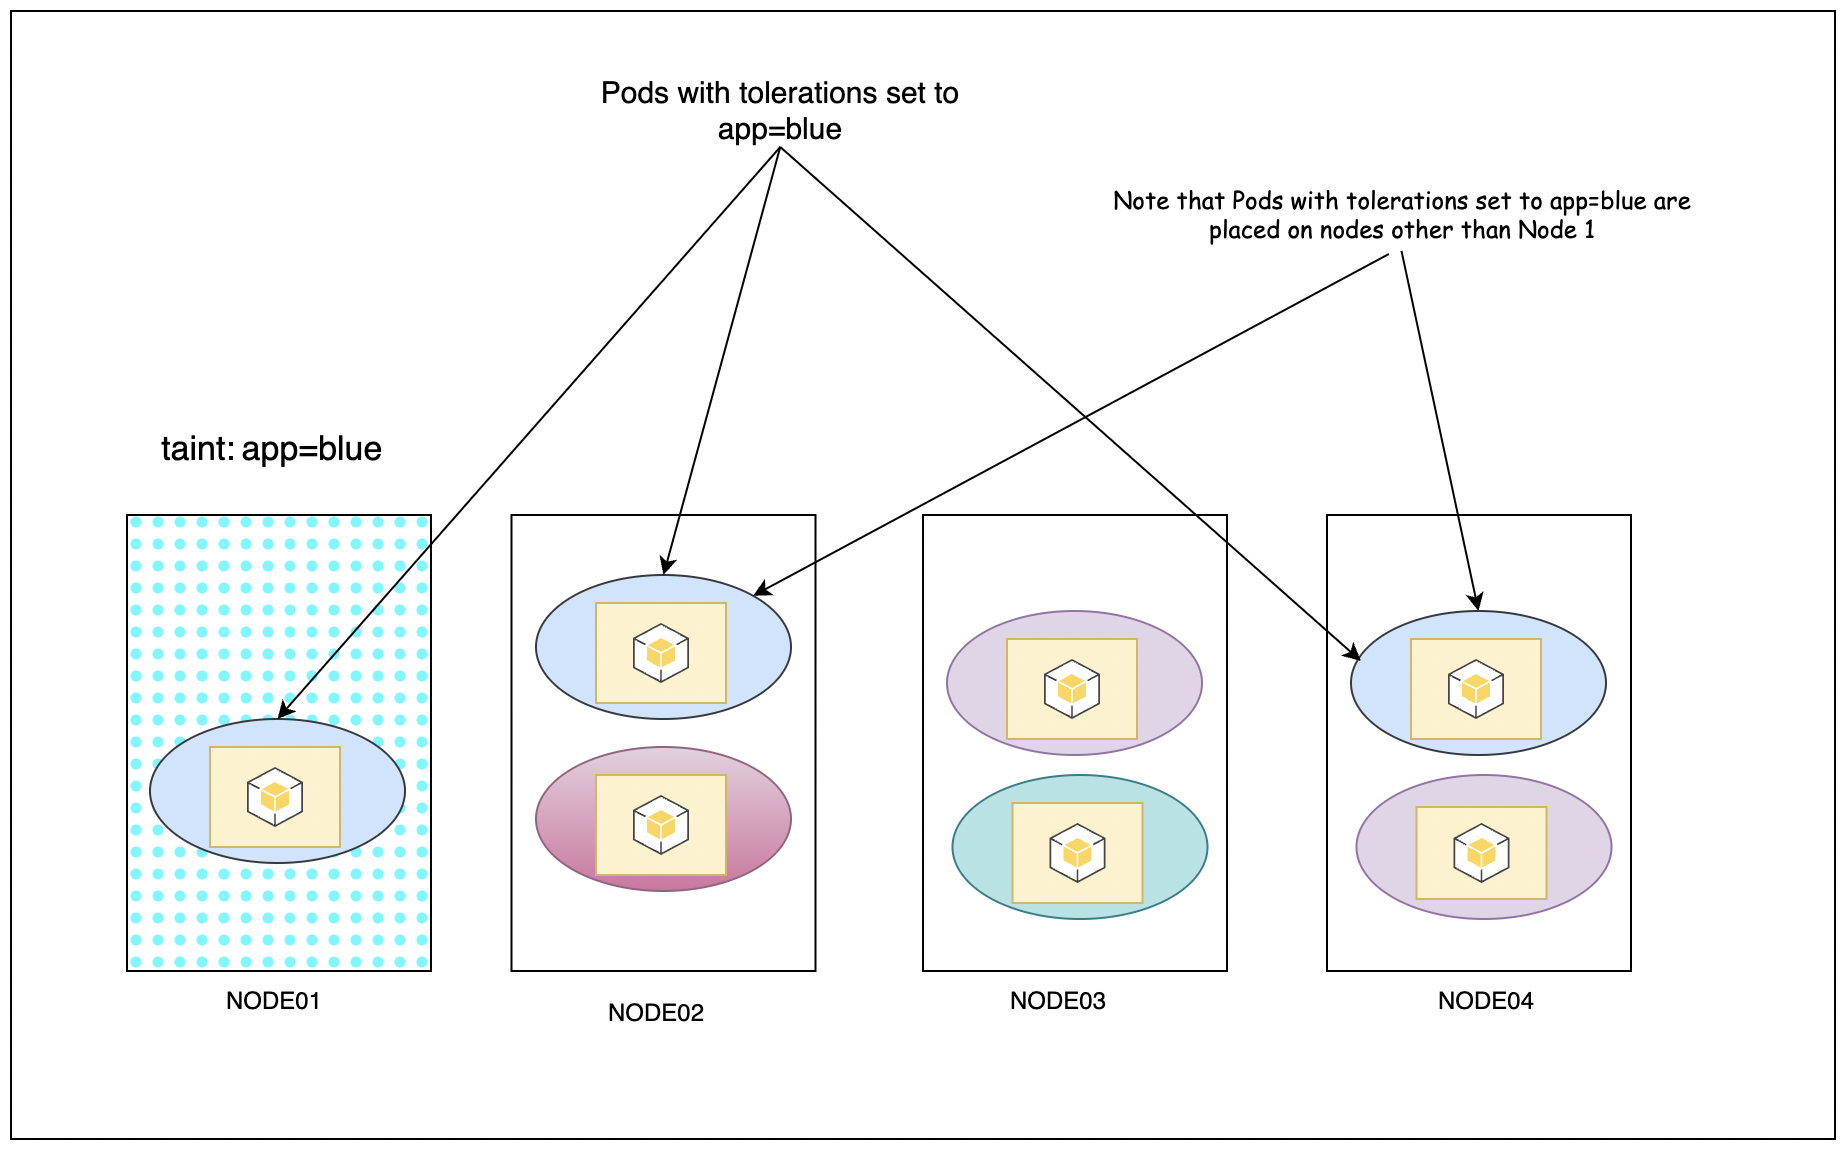 Pods with tolerations set to
app=blue
Note that Pods with tolerations set to app=blue are
placed on nodes other than Node 1
taint: app=blue
NODE01
NODE02
NODE03
NODE04